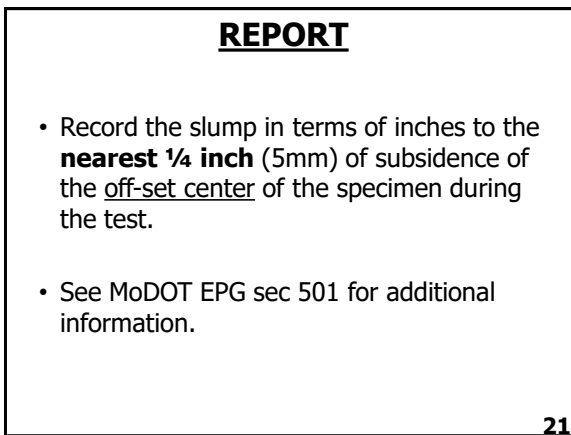 REPORT
• Record the slump in terms of inches to the
nearest ¼ inch (5mm) of subsidence of
the off-set center of the specimen during
the test.
• See MoDOT EPG sec 501 for additional
information.
21